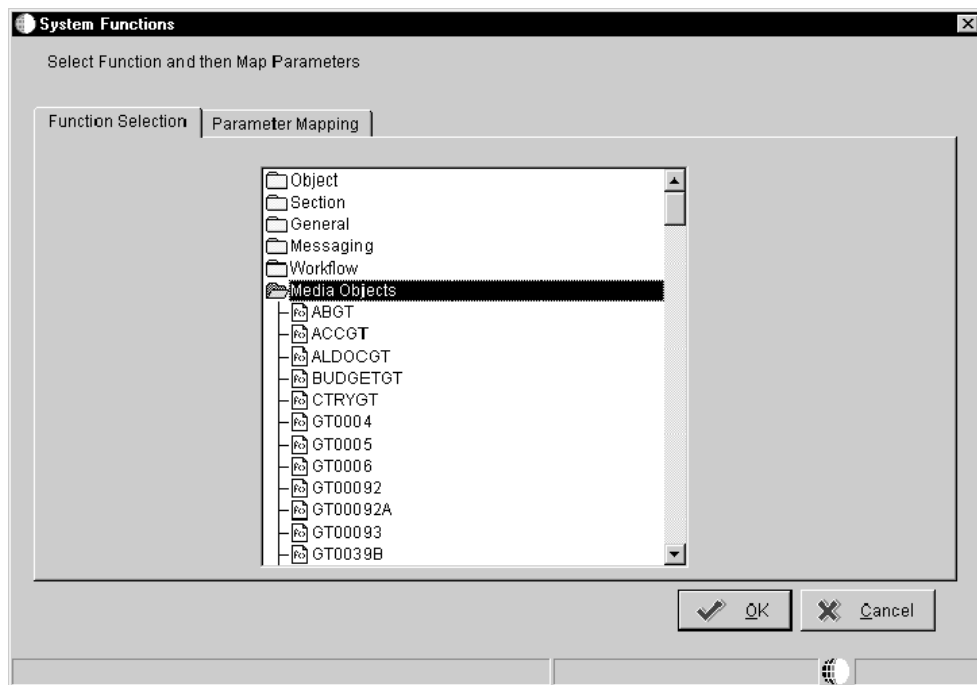 System Functions
Select Function and then Map Parameters
Function Selection
Parameter Mapping
Object
Section
General
Messaging
Workflow
Media Objects
ABGT
ACCGT
ALDOCGT
BUDGETGT
CTRYGT
GT0004
GT0005
GT0006
GT00092
GT00092A
GT00093
GT0039B
OK
Cancel